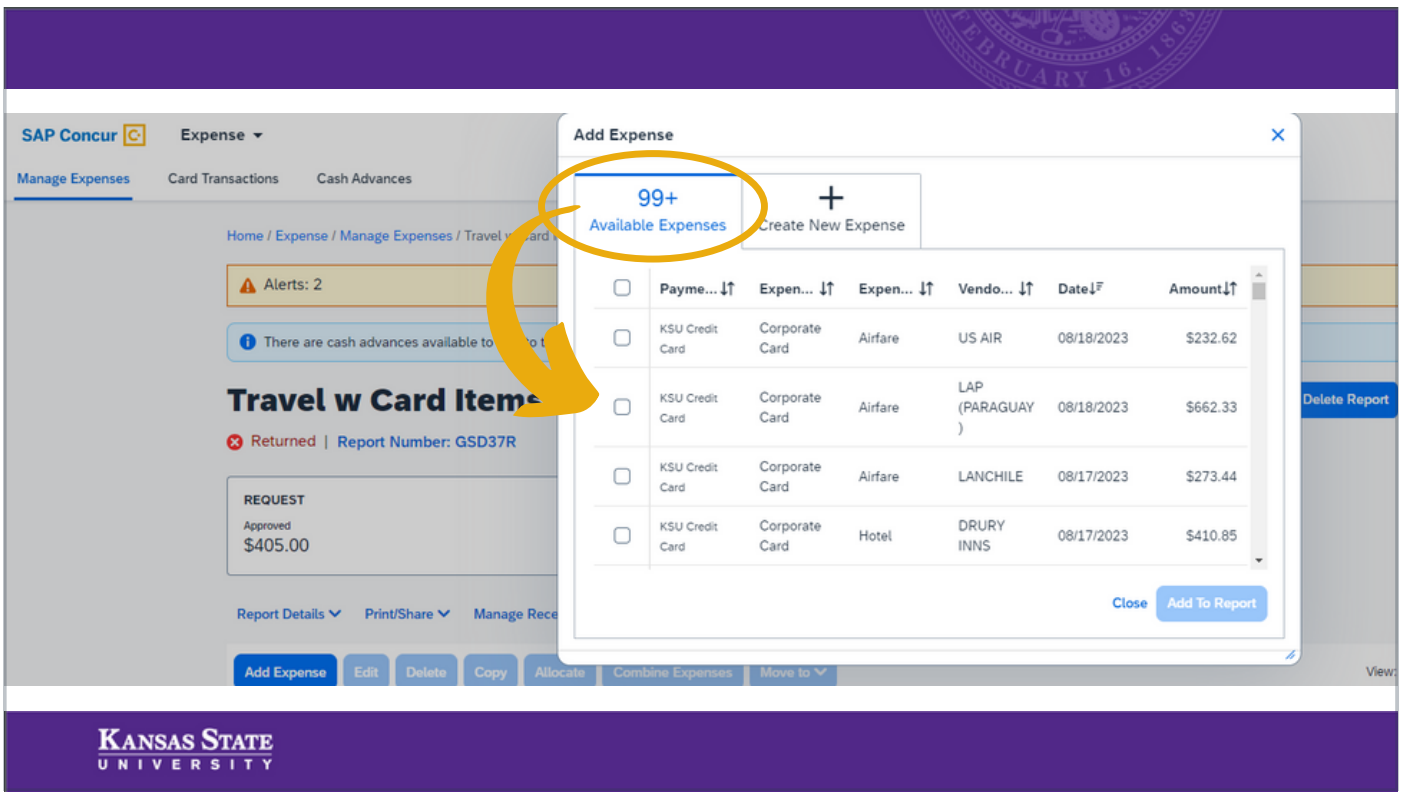 FEBRUARY 16, 1863
SAP Concur C
Expense
Manage Expenses
Card Transactions
Cash Advances
Home / Expense / Manage Expenses / Travel w Card
Alerts: 2
There are cash advances available to
Travel w Card Items
Returned | Report Number: GSD37R
REQUEST
Approved
$405.00
Report Details
Print/Share
Manage Rece
Add Expense
Edit
Delete
Copy
Allocate
Combine Expenses
Move to
View:
Delete Report
Add Expense
99+
Available Expenses
Create New Expense
Payme... Expen... Expen... Vendo... Date Amount
KSU Credit Card
Corporate Card
Airfare
US AIR
08/18/2023
$232.62
KSU Credit Card
Corporate Card
Airfare
LAP (PARAGUAY )
08/18/2023
$662.33
KSU Credit Card
Corporate Card
Airfare
LANCHILE
08/17/2023
$273.44
KSU Credit Card
Corporate Card
Hotel
DRURY INNS
08/17/2023
$410.85
Close
Add To Report
KANSAS STATE
UNIVERSITY